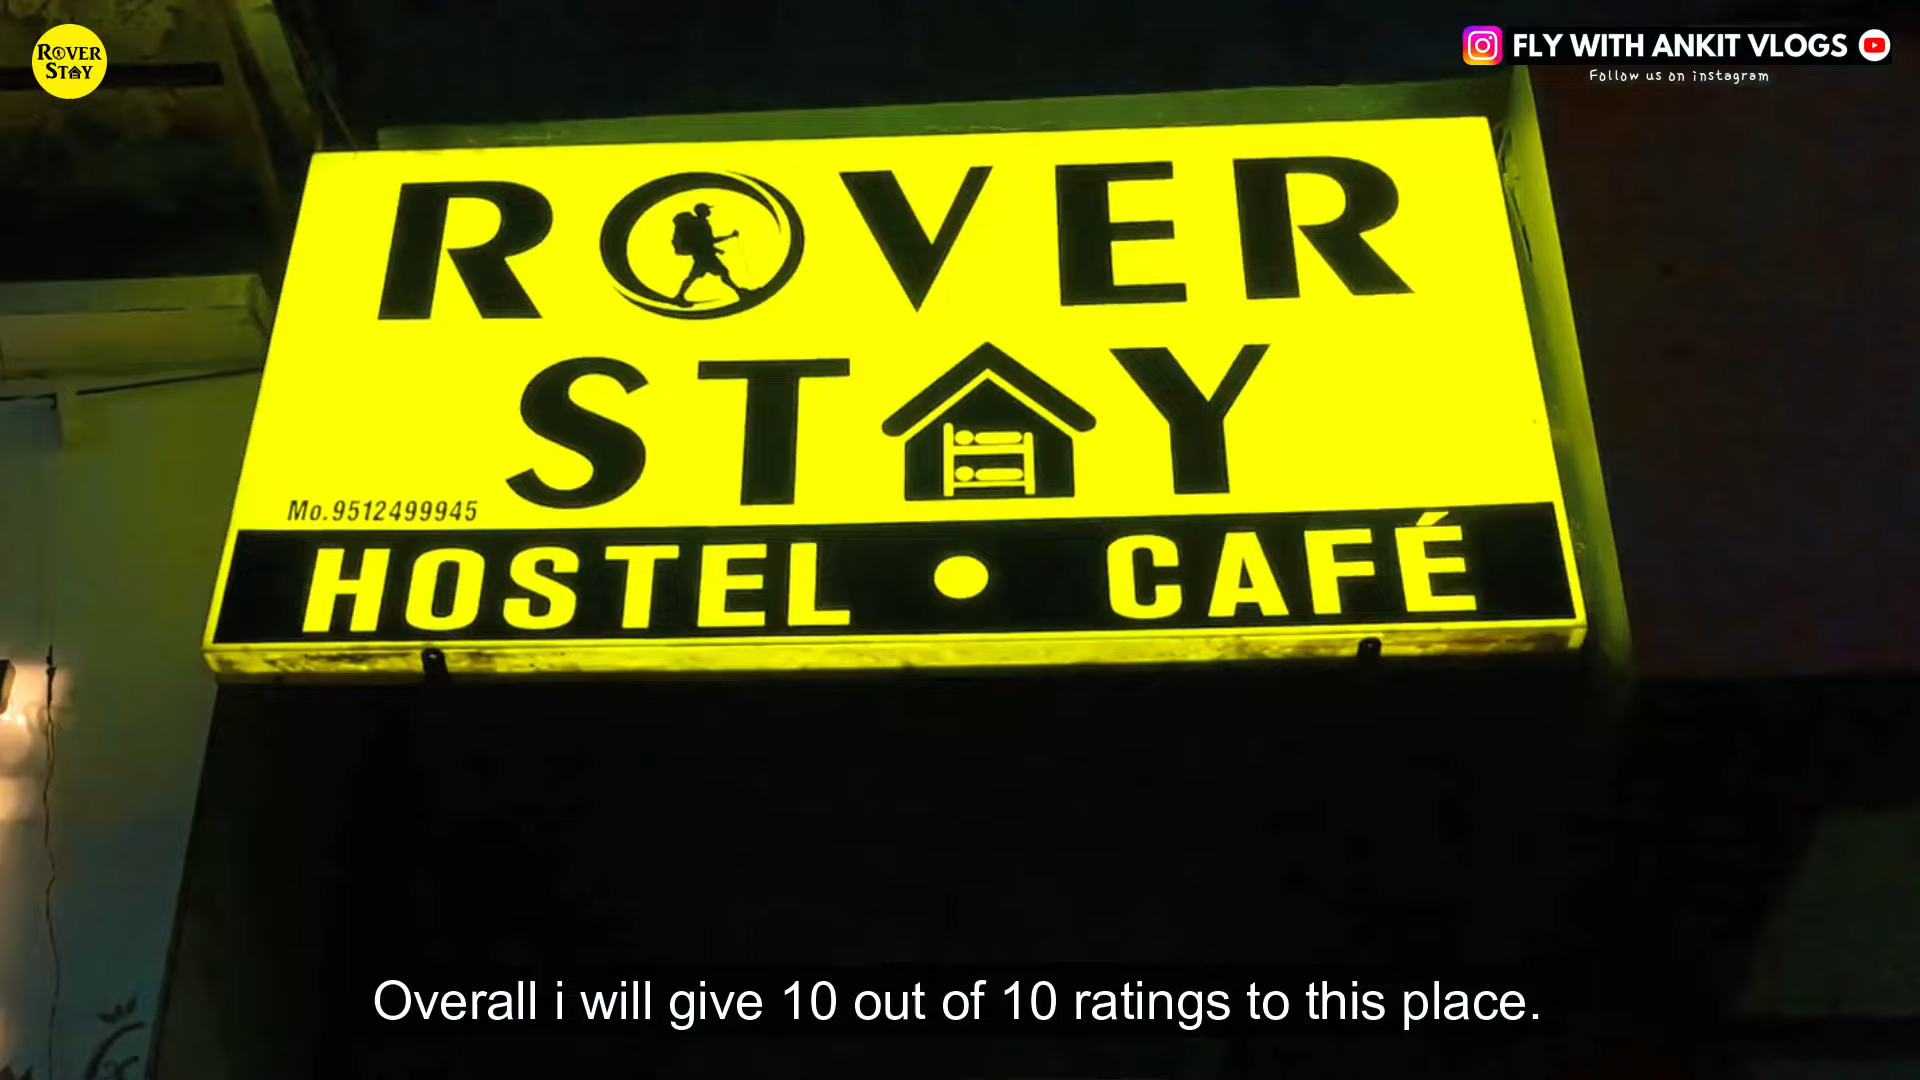 ROVER
STAY
FLY WITH ANKIT VLOGS
Follow us on instagram
ROVER
STAY
Mo.9512499945
HOSTEL • CAFÉ
Overall i will give 10 out of 10 ratings to this place.